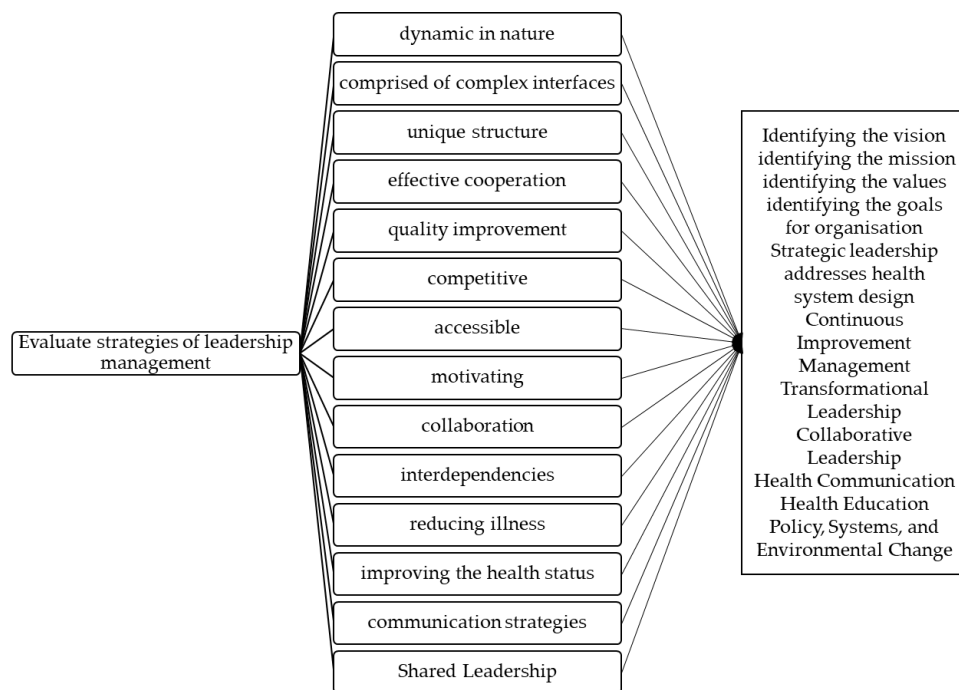 Evaluate strategies of leadership
management
dynamic in nature
comprised of complex interfaces
unique structure
effective cooperation
quality improvement
competitive
accessible
motivating
collaboration
interdependencies
reducing illness
improving the health status
communication strategies
Shared Leadership
Identifying the vision
identifying the mission
identifying the values
identifying the goals
for organisation
Strategic leadership
addresses health
system design
Continuous
Improvement
Management
Transformational
Leadership
Collaborative
Leadership
Health Communication
Health Education
Policy, Systems, and
Environmental Change